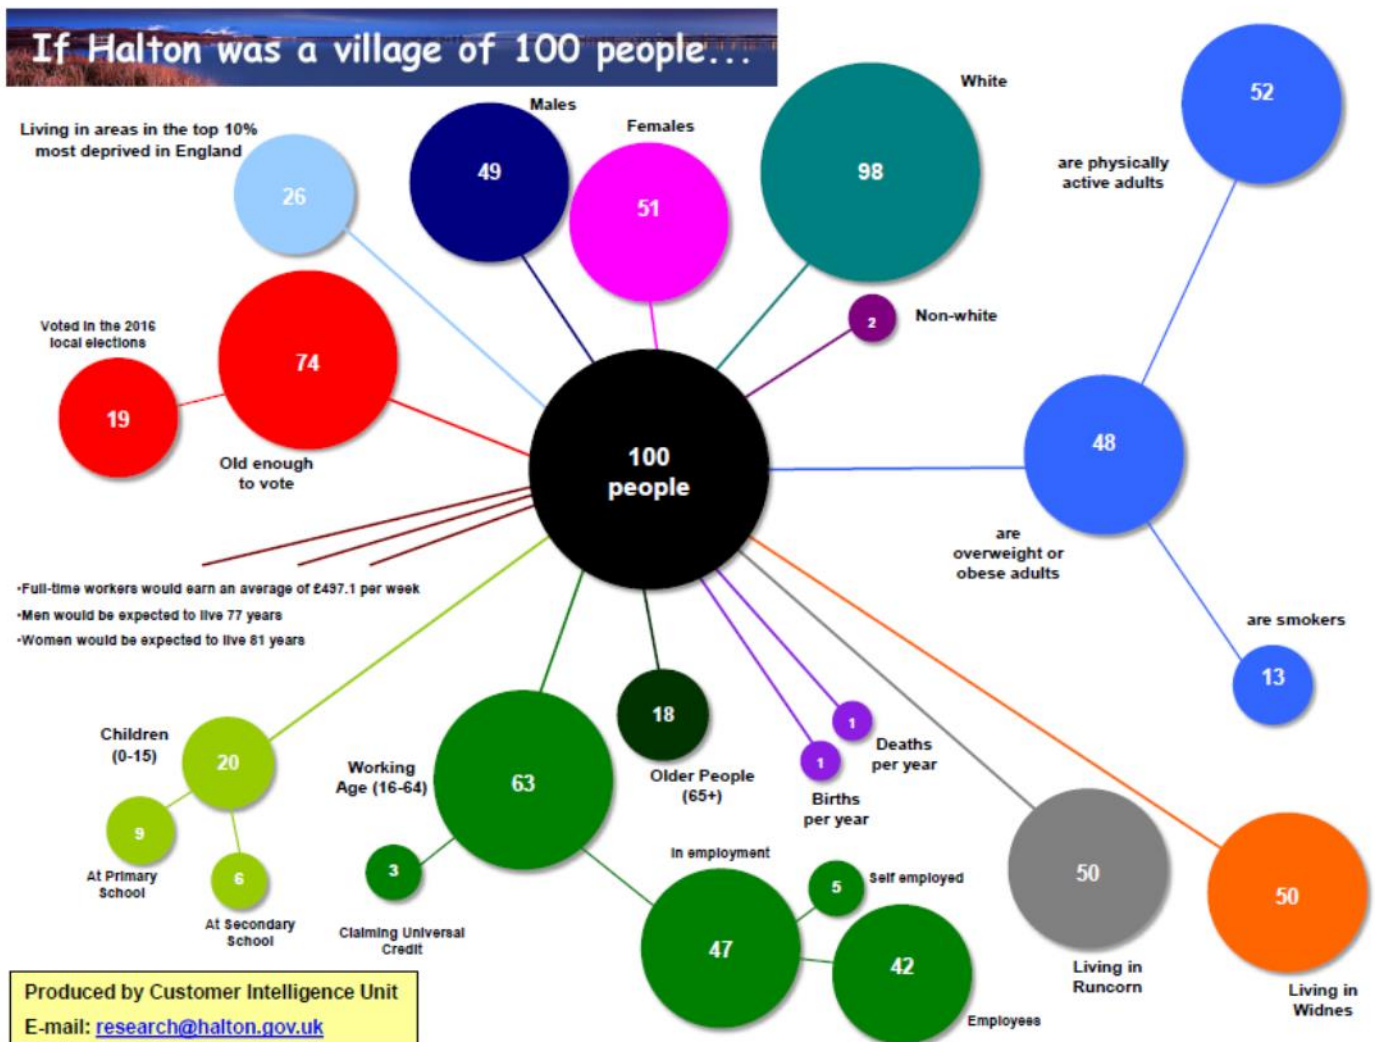 If Halton was a village of 100 people...
Living in areas in the top 10%
most deprived in England
26
Males
49
Females
51
White
98
Non-white
2
52
are physically
active adults
48
are
overweight or
obese adults
are smokers
13
Voted in the 2016
local elections
19
74
Old enough
to vote
100
people
•Full-time workers would earn an average of £497.1 per week
•Men would be expected to live 77 years
•Women would be expected to live 81 years
Children
(0-15)
20
9
At Primary
School
6
At Secondary
School
Working
Age (16-64)
63
3
Claiming Universal
Credit
In employment
47
5
Self employed
42
Employees
18
Older People
(65+)
1
Deaths
per year
1
Births
per year
50
Living in
Runcorn
50
Living in
Widnes
Produced by Customer Intelligence Unit
E-mail: research@halton.gov.uk